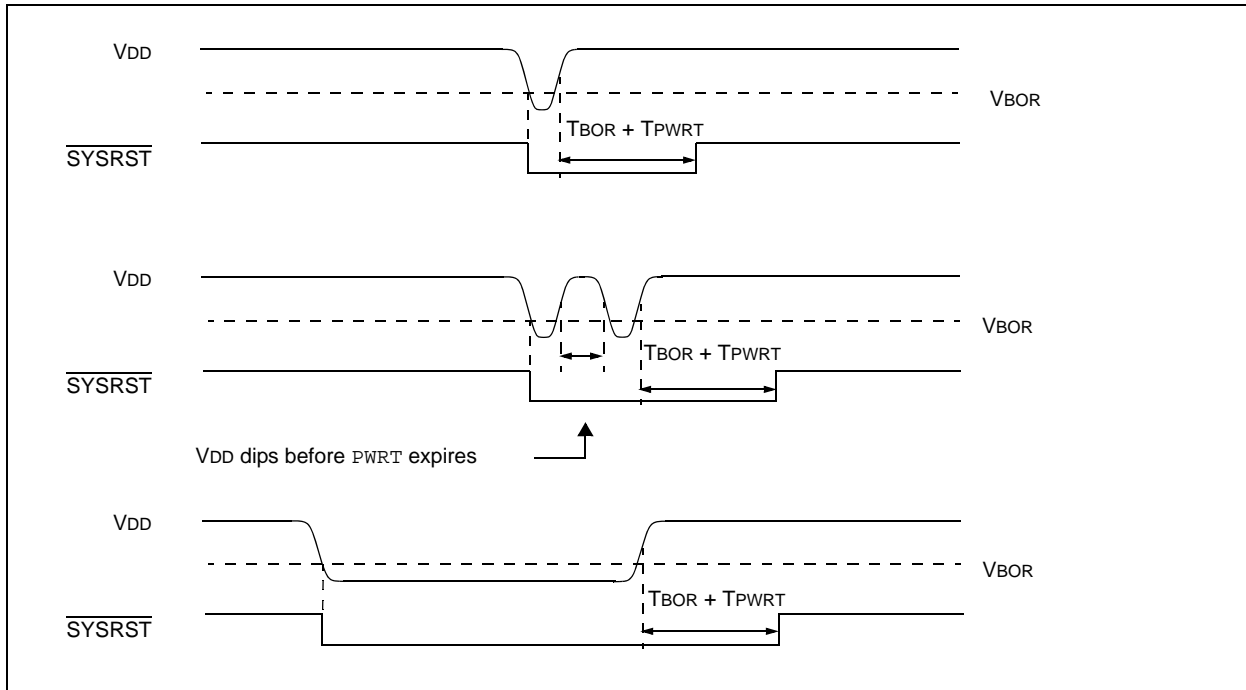 VDD
VBOR
TBOR + TPWRT
SYSRST
VDD
VBOR
TBOR + TPWRT
SYSRST
VDD dips before PWRT expires
VDD
VBOR
TBOR + TPWRT
SYSRST